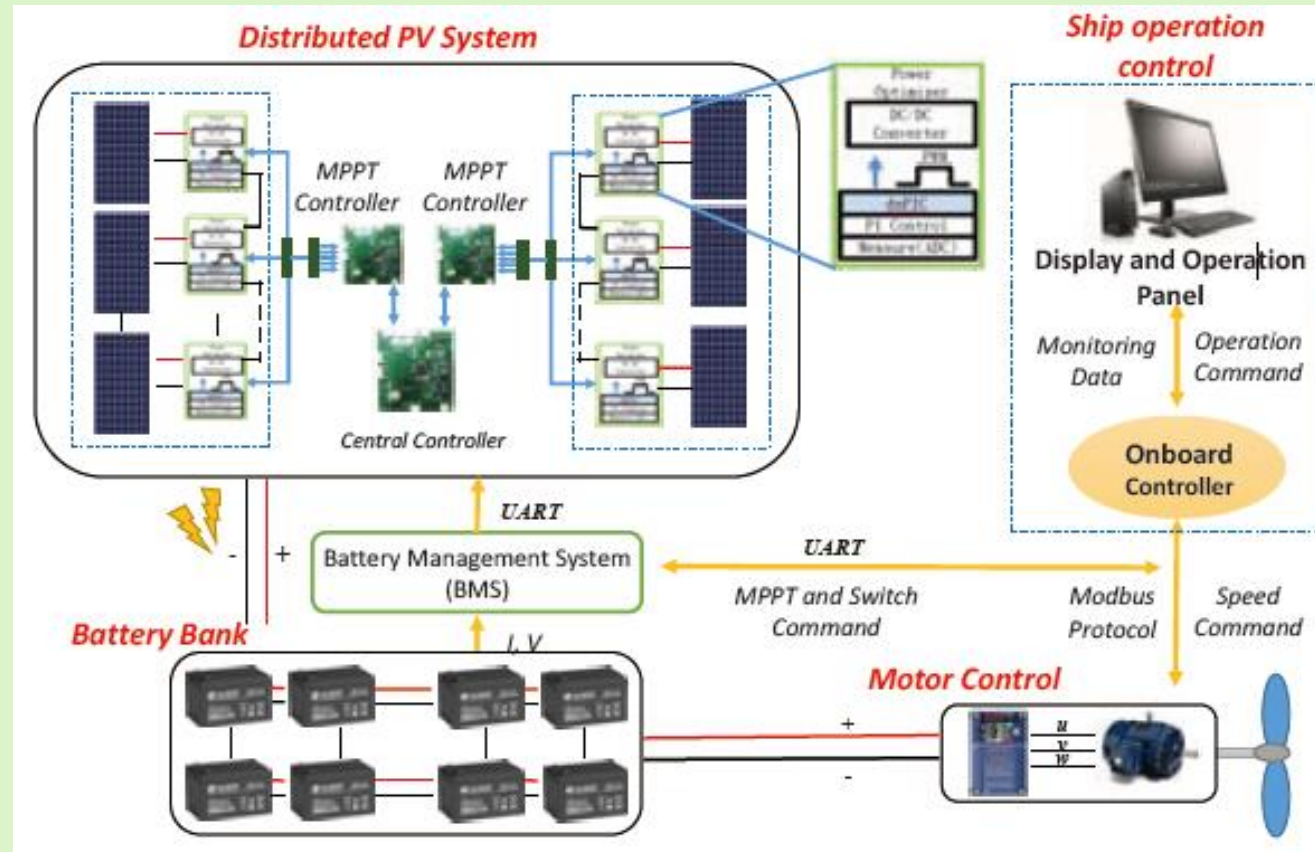 Distributed PV System
Ship operation
control
Power
Optimizer
DC/DC
Converter
PWM
dsPIC
PI Control
Measure(ADC)
MPPT
Controller
MPPT
Controller
Central Controller
Display and Operation
Panel
Monitoring
Data
Operation
Command
Onboard
Controller
UART
- +
Battery Management System
(BMS)
UART
MPPT and Switch
Command
Modbus
Protocol
Speed
Command
Battery Bank
I, V
Motor Control
+
-
u
v
w